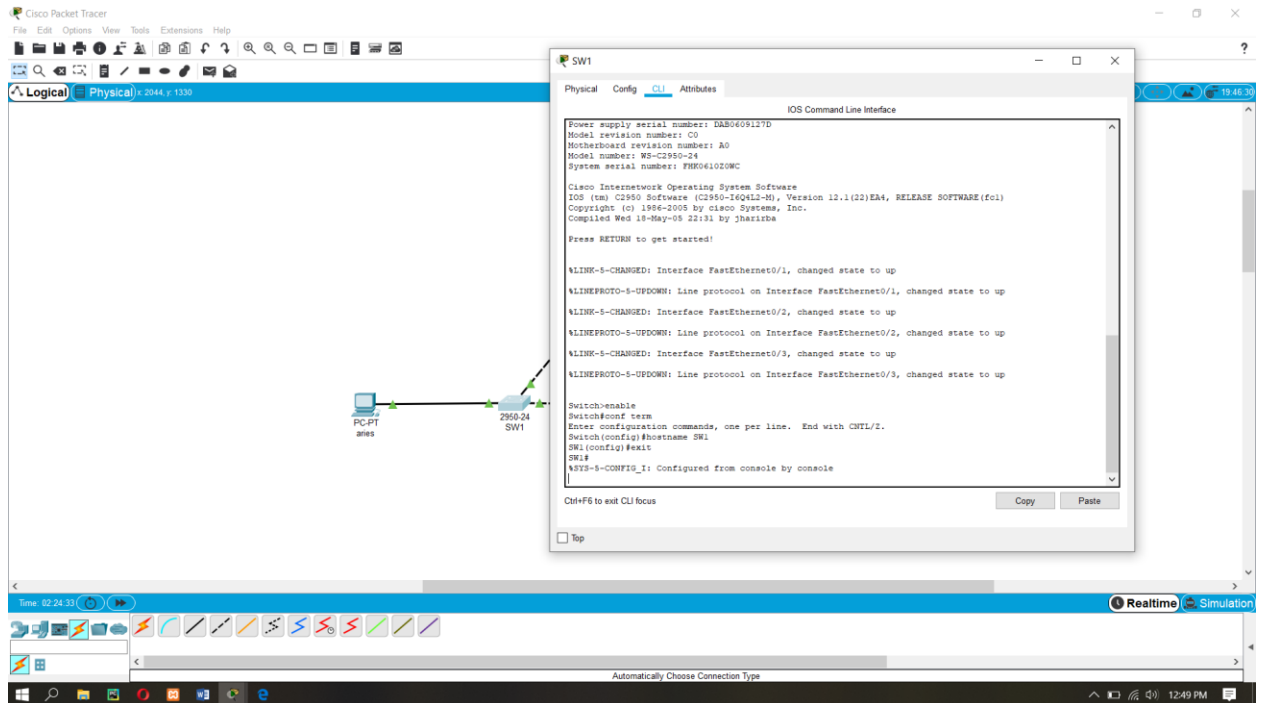 Cisco Packet Tracer
File Edit Options View Tools Extensions Help
?
Logical Physical x: 2044, y: 1330
19:46:30
SW1
Physical Config CLI Attributes
IOS Command Line Interface
Power supply serial number: DAB0609127D
Model revision number: C0
Motherboard revision number: A0
Model number: WS-C2950-24
System serial number: FHK0610Z0WC
Cisco Internetwork Operating System Software
IOS (tm) C2950 Software (C2950-I6Q4L2-M), Version 12.1(22)EA4, RELEASE SOFTWARE(fc1)
Copyright (c) 1986-2005 by cisco Systems, Inc.
Compiled Wed 18-May-05 22:31 by jharirba
Press RETURN to get started!
%LINK-5-CHANGED: Interface FastEthernet0/1, changed state to up
%LINEPROTO-5-UPDOWN: Line protocol on Interface FastEthernet0/1, changed state to up
%LINK-5-CHANGED: Interface FastEthernet0/2, changed state to up
%LINEPROTO-5-UPDOWN: Line protocol on Interface FastEthernet0/2, changed state to up
%LINK-5-CHANGED: Interface FastEthernet0/3, changed state to up
%LINEPROTO-5-UPDOWN: Line protocol on Interface FastEthernet0/3, changed state to up
Switch>enable
Switch#conf term
Enter configuration commands, one per line. End with CNTL/Z.
Switch(config)#hostname SW1
SW1(config)#exit
SW1#
%SYS-5-CONFIG_I: Configured from console by console
Ctrl+F6 to exit CLI focus
Copy Paste
Top
PC-PT
aries
2950-24
SW1
Time: 02:24:33
Realtime Simulation
Automatically Choose Connection Type
12:49 PM